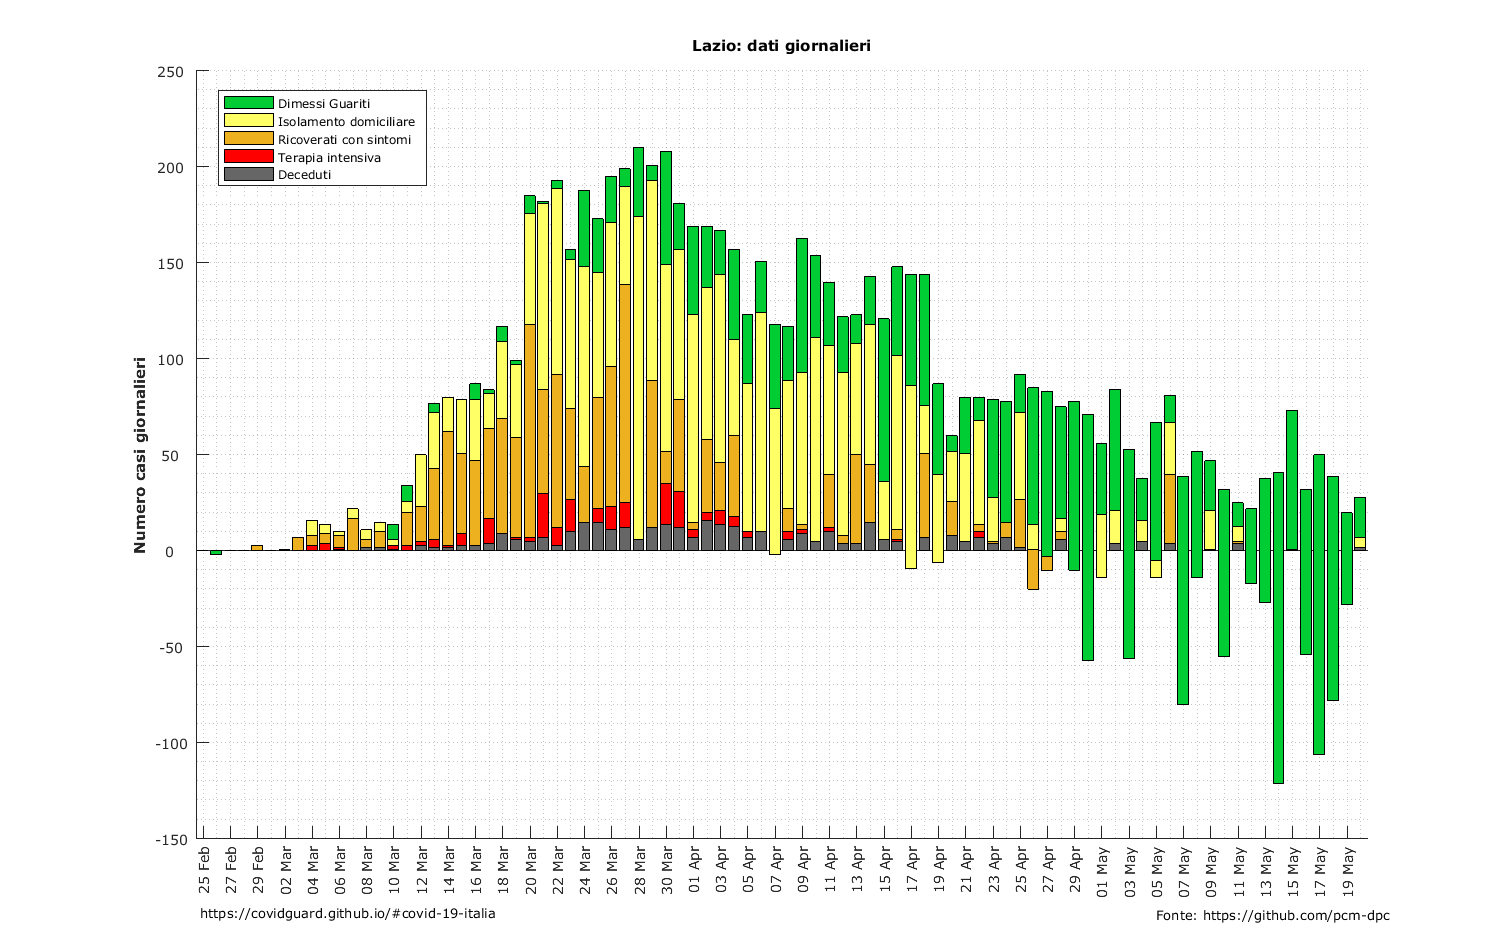 Lazio: dati giornalieri
250
200
150
100
50
0
-50
-100
-150
Numero casi giornalieri
Dimessi Guariti
Isolamento domiciliare
Ricoverati con sintomi
Terapia intensiva
Deceduti
25 Feb
27 Feb
29 Feb
02 Mar
04 Mar
06 Mar
08 Mar
10 Mar
12 Mar
14 Mar
16 Mar
18 Mar
20 Mar
22 Mar
24 Mar
26 Mar
28 Mar
30 Mar
01 Apr
03 Apr
05 Apr
07 Apr
09 Apr
11 Apr
13 Apr
15 Apr
17 Apr
19 Apr
21 Apr
23 Apr
25 Apr
27 Apr
29 Apr
01 May
03 May
05 May
07 May
09 May
11 May
13 May
15 May
17 May
19 May
https://covidguard.github.io/#covid-19-italia
Fonte: https://github.com/pcm-dpc